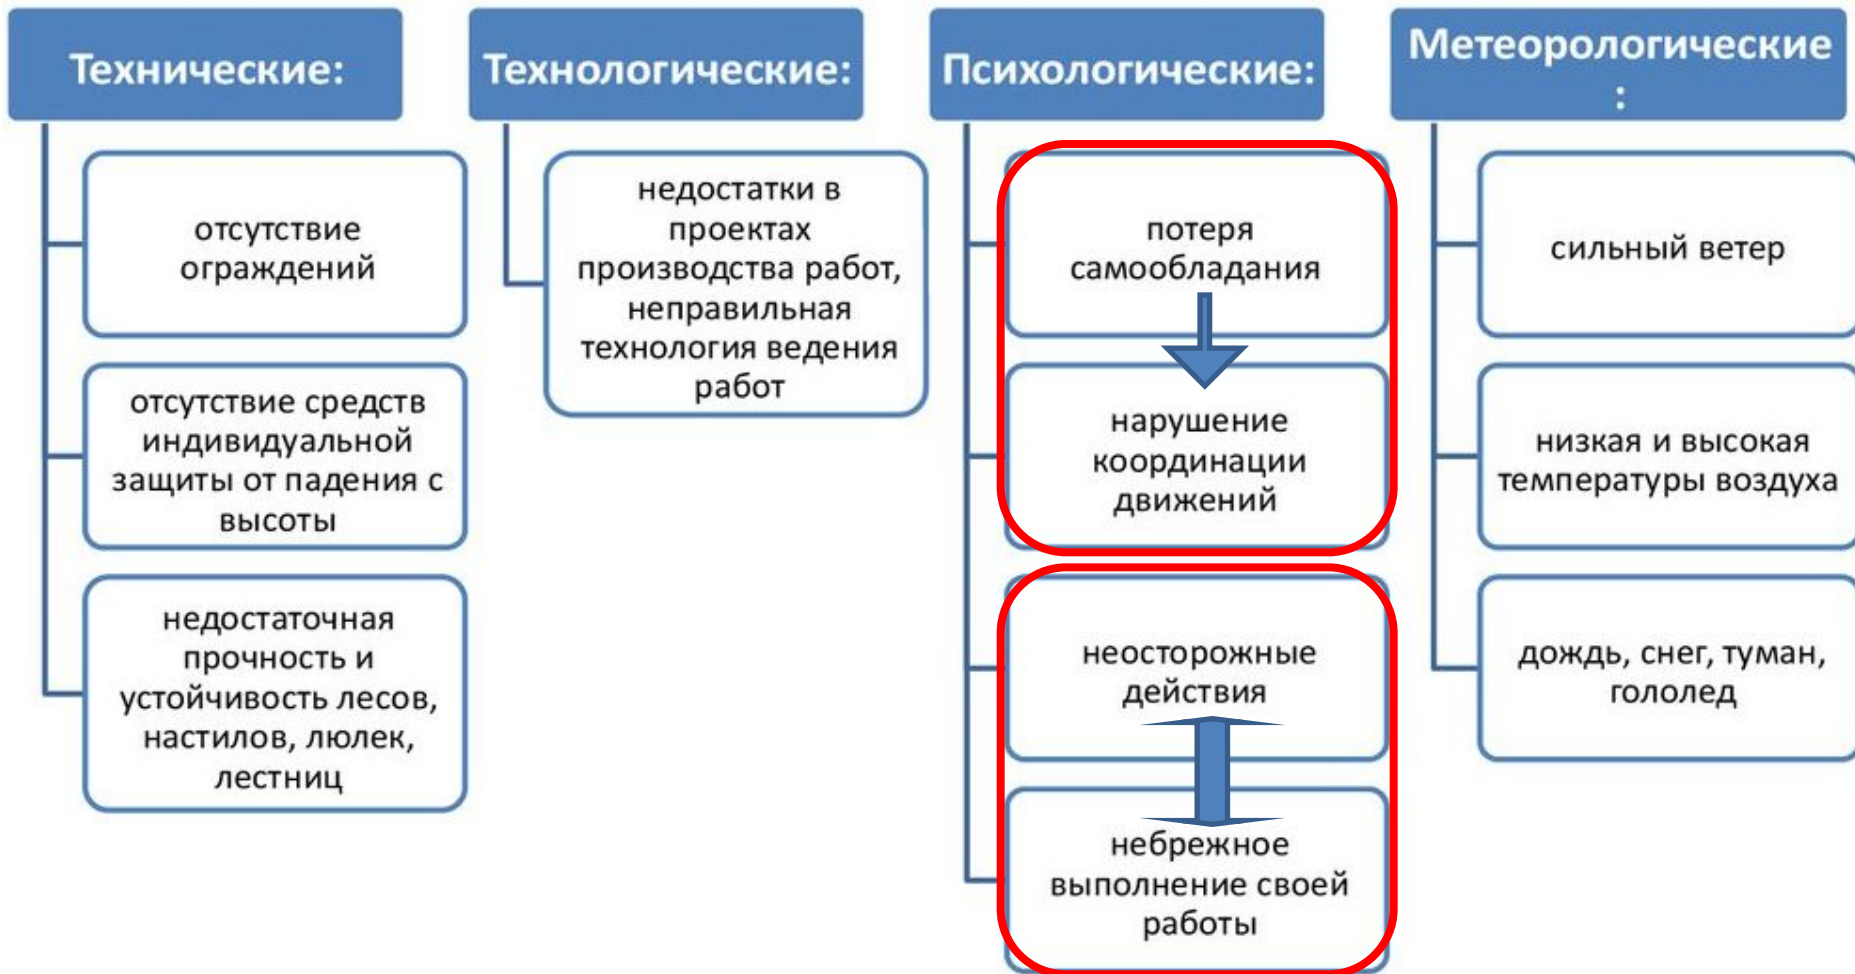 Технические:
отсутствие
ограждений
отсутствие средств
индивидуальной
защиты от падения с
высоты
недостаточная
прочность и
устойчивость лесов,
настилов, люлек,
лестниц
Технологические:
недостатки в
проектах
производства работ,
неправильная
технология ведения
работ
Психологические:
потеря
самообладания
нарушение
координации
движений
неосторожные
действия
небрежное
выполнение своей
работы
Метеорологические
:
сильный ветер
низкая и высокая
температуры воздуха
дождь, снег, туман,
гололед